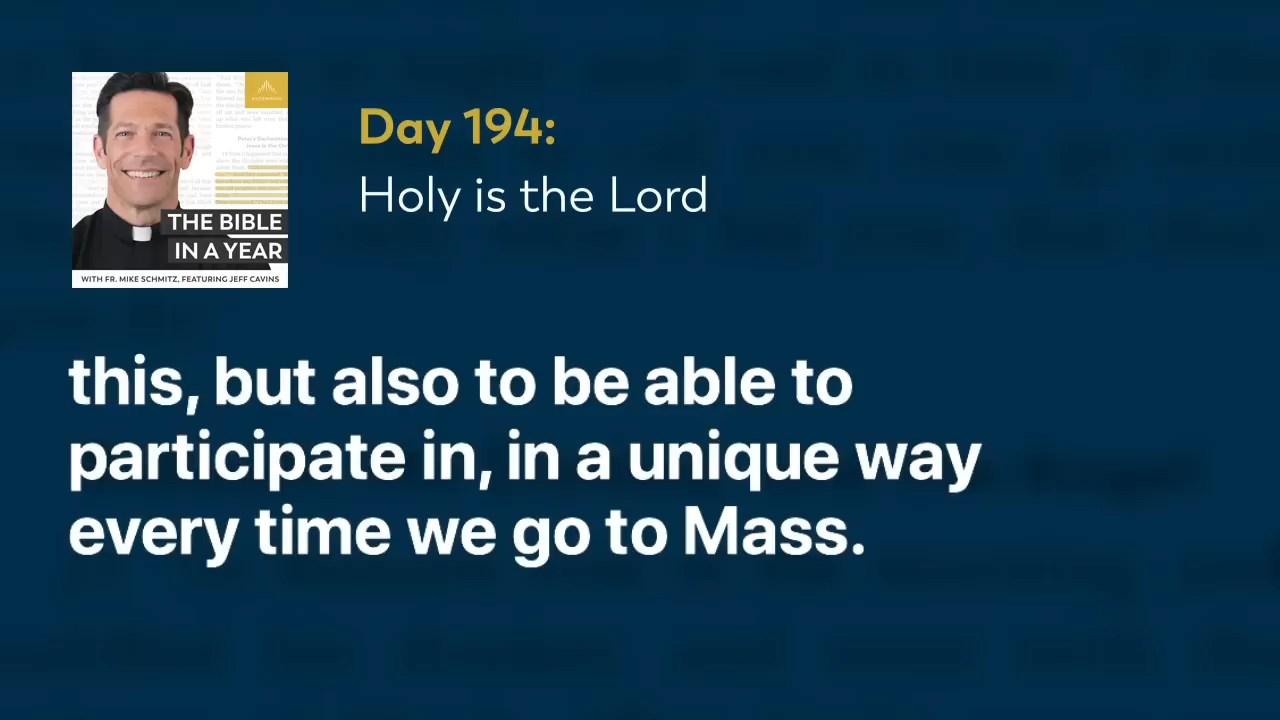 Day 194:
Holy is the Lord
THE BIBLE
IN A YEAR
WITH FR. MIKE SCHMITZ, FEATURING JEFF CAVINS
this, but also to be able to
participate in, in a unique way
every time we go to Mass.